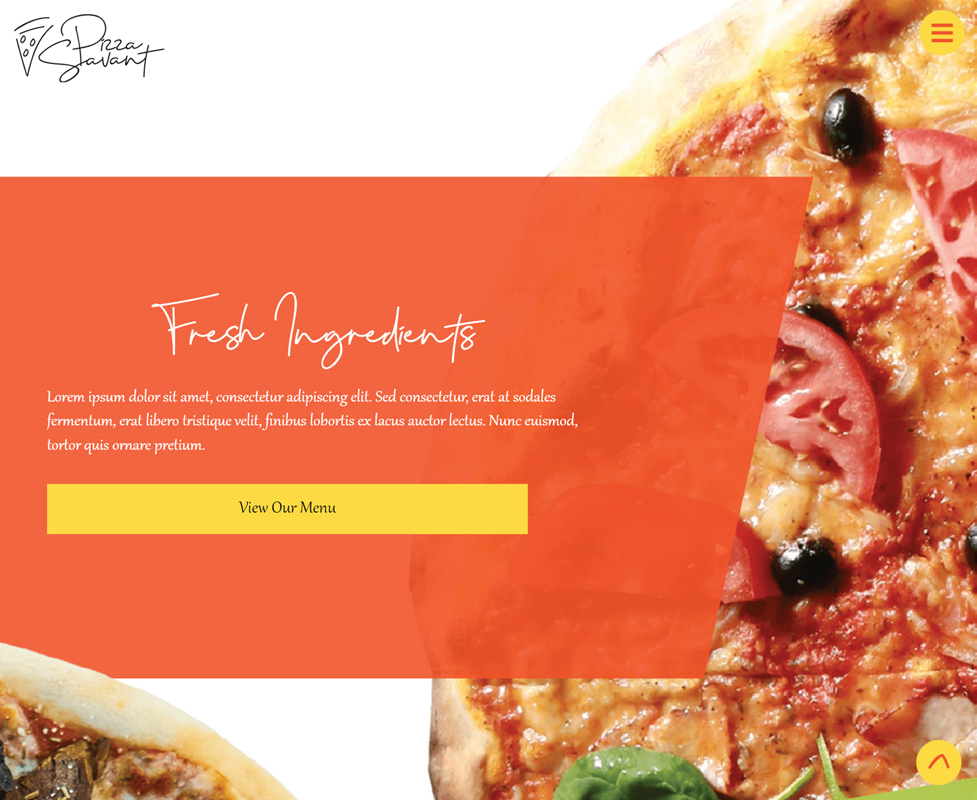 Pizza
Savant
Fresh Ingredients
Lorem ipsum dolor sit amet, consectetur adipiscing elit. Sed consectetur, erat at sodales
fermentum, erat libero tristique velit, finibus lobortis ex lacus auctor lectus. Nunc euismod,
tortor quis ornare pretium.
View Our Menu